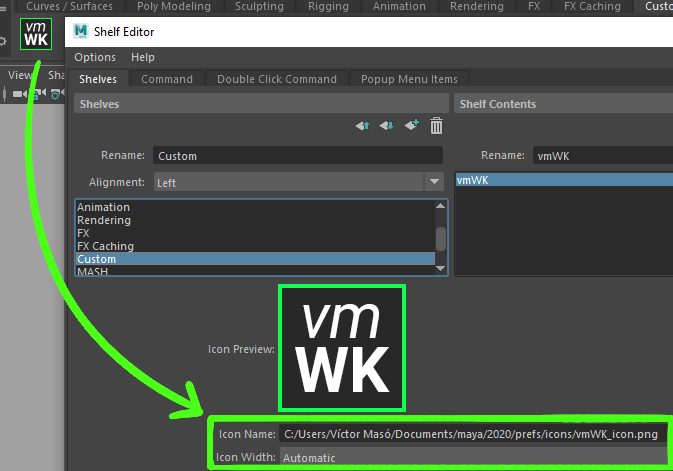 Curves / Surfaces Poly Modeling Sculpting Rigging Animation Rendering FX FX Caching Custo
vm
WK
Shelf Editor
Options Help
View Sha
Shelves Command Double Click Command Popup Menu Items
Shelves Shelf Contents
Rename: Custom Rename: vmWK
Alignment: Left
vmWK
Animation
Rendering
FX
FX Caching
Custom
MASH
Icon Preview:
vm
WK
Icon Name: C:/Users/Víctor Masó/Documents/maya/2020/prefs/icons/vmWK_icon.png
Icon Width: Automatic